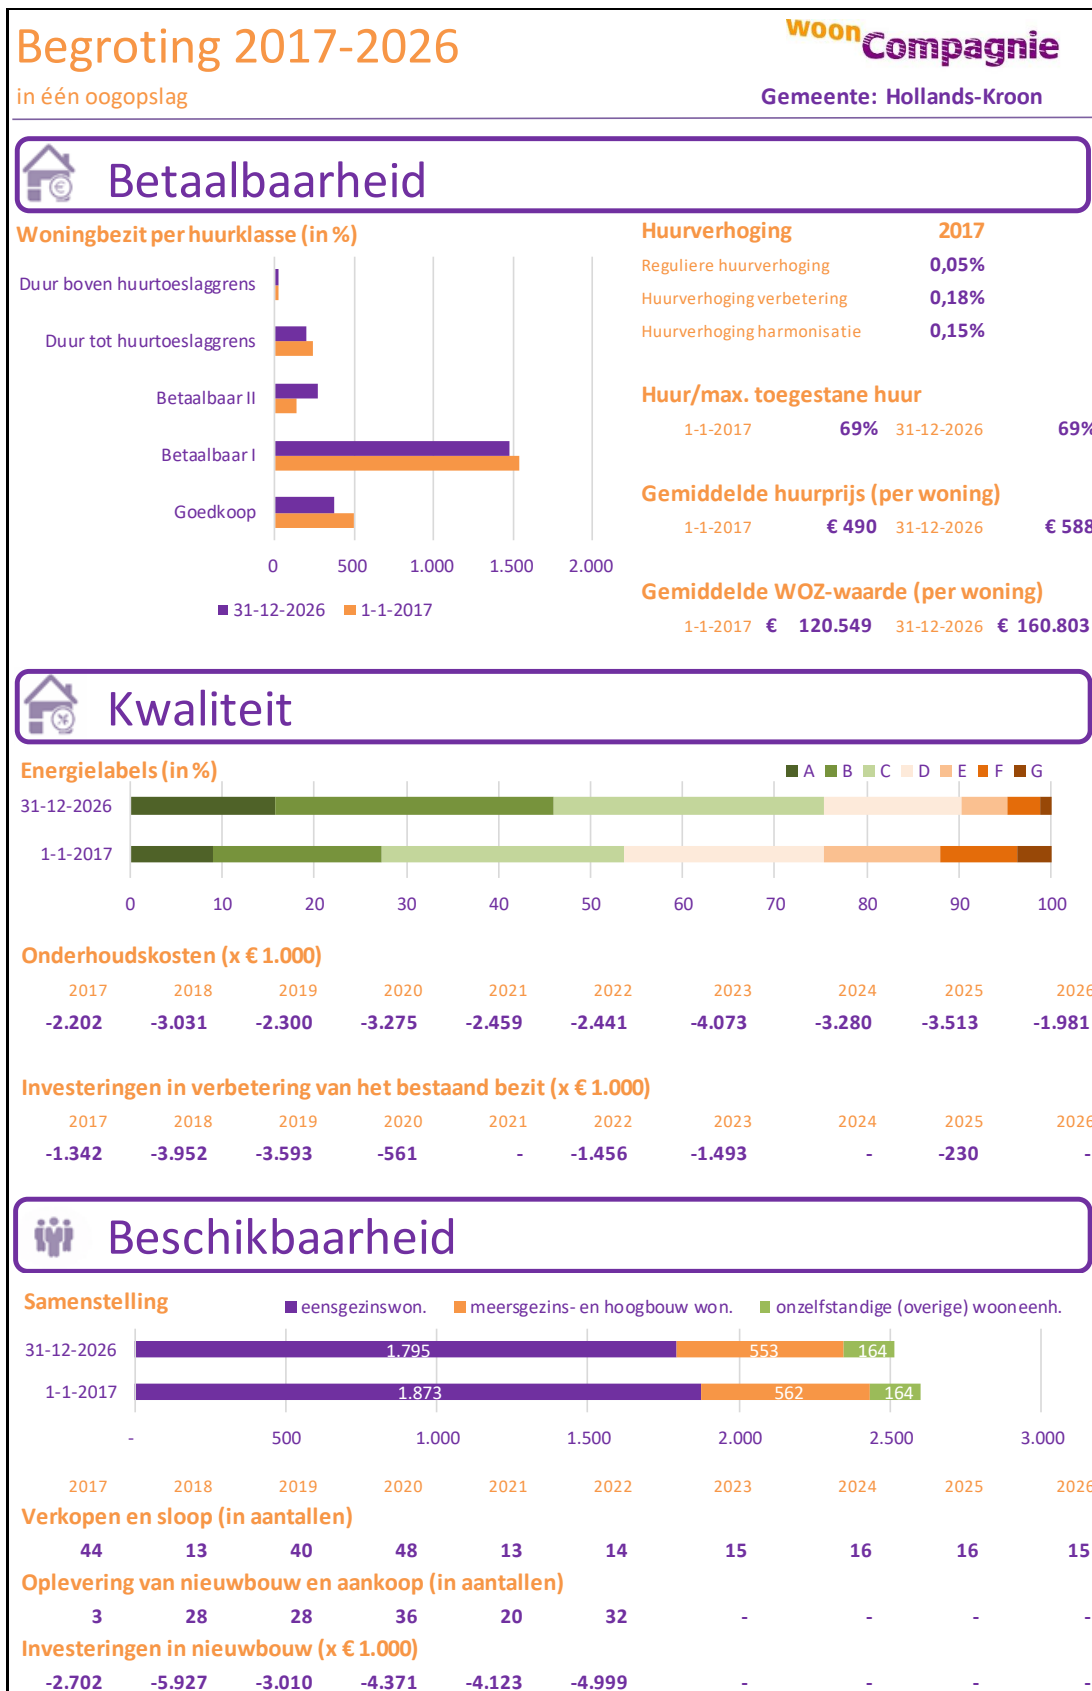 Begroting 2017-2026
woonCompagnie
in één oogopslag
Gemeente: Hollands-Kroon
Betaalbaarheid
Woningbezit per huurklasse (in %)
Duur boven huurtoeslaggrens
Duur tot huurtoeslaggrens
Betaalbaar II
Betaalbaar I
Goedkoop
0 500 1.000 1.500 2.000
31-12-2026 1-1-2017
Huurverhoging 2017
Reguliere huurverhoging 0,05%
Huurverhoging verbetering 0,18%
Huurverhoging harmonisatie 0,15%
Huur/max. toegestane huur
1-1-2017 69% 31-12-2026 69%
Gemiddelde huurprijs (per woning)
1-1-2017 € 490 31-12-2026 € 588
Gemiddelde WOZ-waarde (per woning)
1-1-2017 € 120.549 31-12-2026 € 160.803
Kwaliteit
Energielabels (in %)
A B C D E F G
31-12-2026
1-1-2017
0 10 20 30 40 50 60 70 80 90 100
Onderhoudskosten (x € 1.000)
2017 2018 2019 2020 2021 2022 2023 2024 2025 2026
-2.202 -3.031 -2.300 -3.275 -2.459 -2.441 -4.073 -3.280 -3.513 -1.981
Investeringen in verbetering van het bestaand bezit (x € 1.000)
2017 2018 2019 2020 2021 2022 2023 2024 2025 2026
-1.342 -3.952 -3.593 -561 - -1.456 -1.493 - -230 -
Beschikbaarheid
Samenstelling
eensgezinswon. meersgezins- en hoogbouw won. onzelfstandige (overige) wooneenh.
31-12-2026 1.795 553 164
1-1-2017 1.873 562 164
- 500 1.000 1.500 2.000 2.500 3.000
2017 2018 2019 2020 2021 2022 2023 2024 2025 2026
Verkopen en sloop (in aantallen)
44 13 40 48 13 14 15 16 16 15
Oplevering van nieuwbouw en aankoop (in aantallen)
3 28 28 36 20 32 - - - -
Investeringen in nieuwbouw (x € 1.000)
-2.702 -5.927 -3.010 -4.371 -4.123 -4.999 - - - -